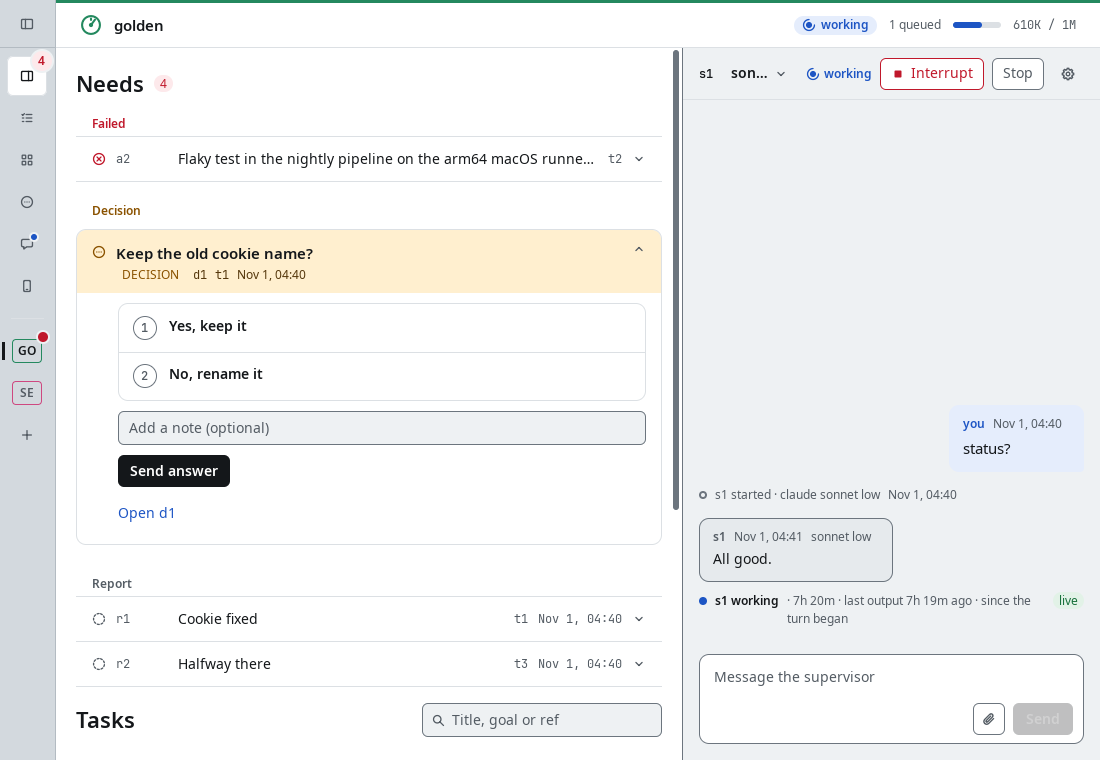 golden
working
1 queued
610K / 1M
4
Needs 4
Failed
a2 Flaky test in the nightly pipeline on the arm64 macOS runne... t2
Decision
Keep the old cookie name?
DECISION d1 t1 Nov 1, 04:40
1 Yes, keep it
2 No, rename it
Add a note (optional)
Send answer
Open d1
Report
r1 Cookie fixed t1 Nov 1, 04:40
r2 Halfway there t3 Nov 1, 04:40
Tasks
Title, goal or ref
GO
SE
s1 son... working Interrupt Stop
you Nov 1, 04:40
status?
s1 started · claude sonnet low Nov 1, 04:40
s1 Nov 1, 04:41 sonnet low
All good.
s1 working · 7h 20m · last output 7h 19m ago · since the live
turn began
Message the supervisor
Send